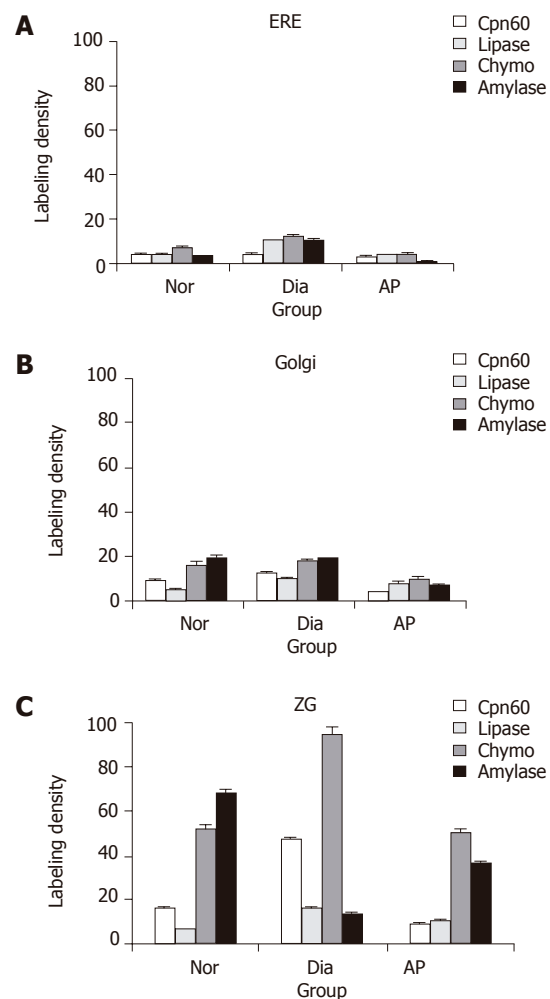 A
ERE
Cpn60
Lipase
Chymo
Amylase
Labeling density
100
80
60
40
20
0
Nor Dia AP
Group
B
Golgi
Cpn60
Lipase
Chymo
Amylase
Labeling density
100
80
60
40
20
0
Nor Dia AP
Group
C
ZG
Cpn60
Lipase
Chymo
Amylase
Labeling density
100
80
60
40
20
0
Nor Dia AP
Group